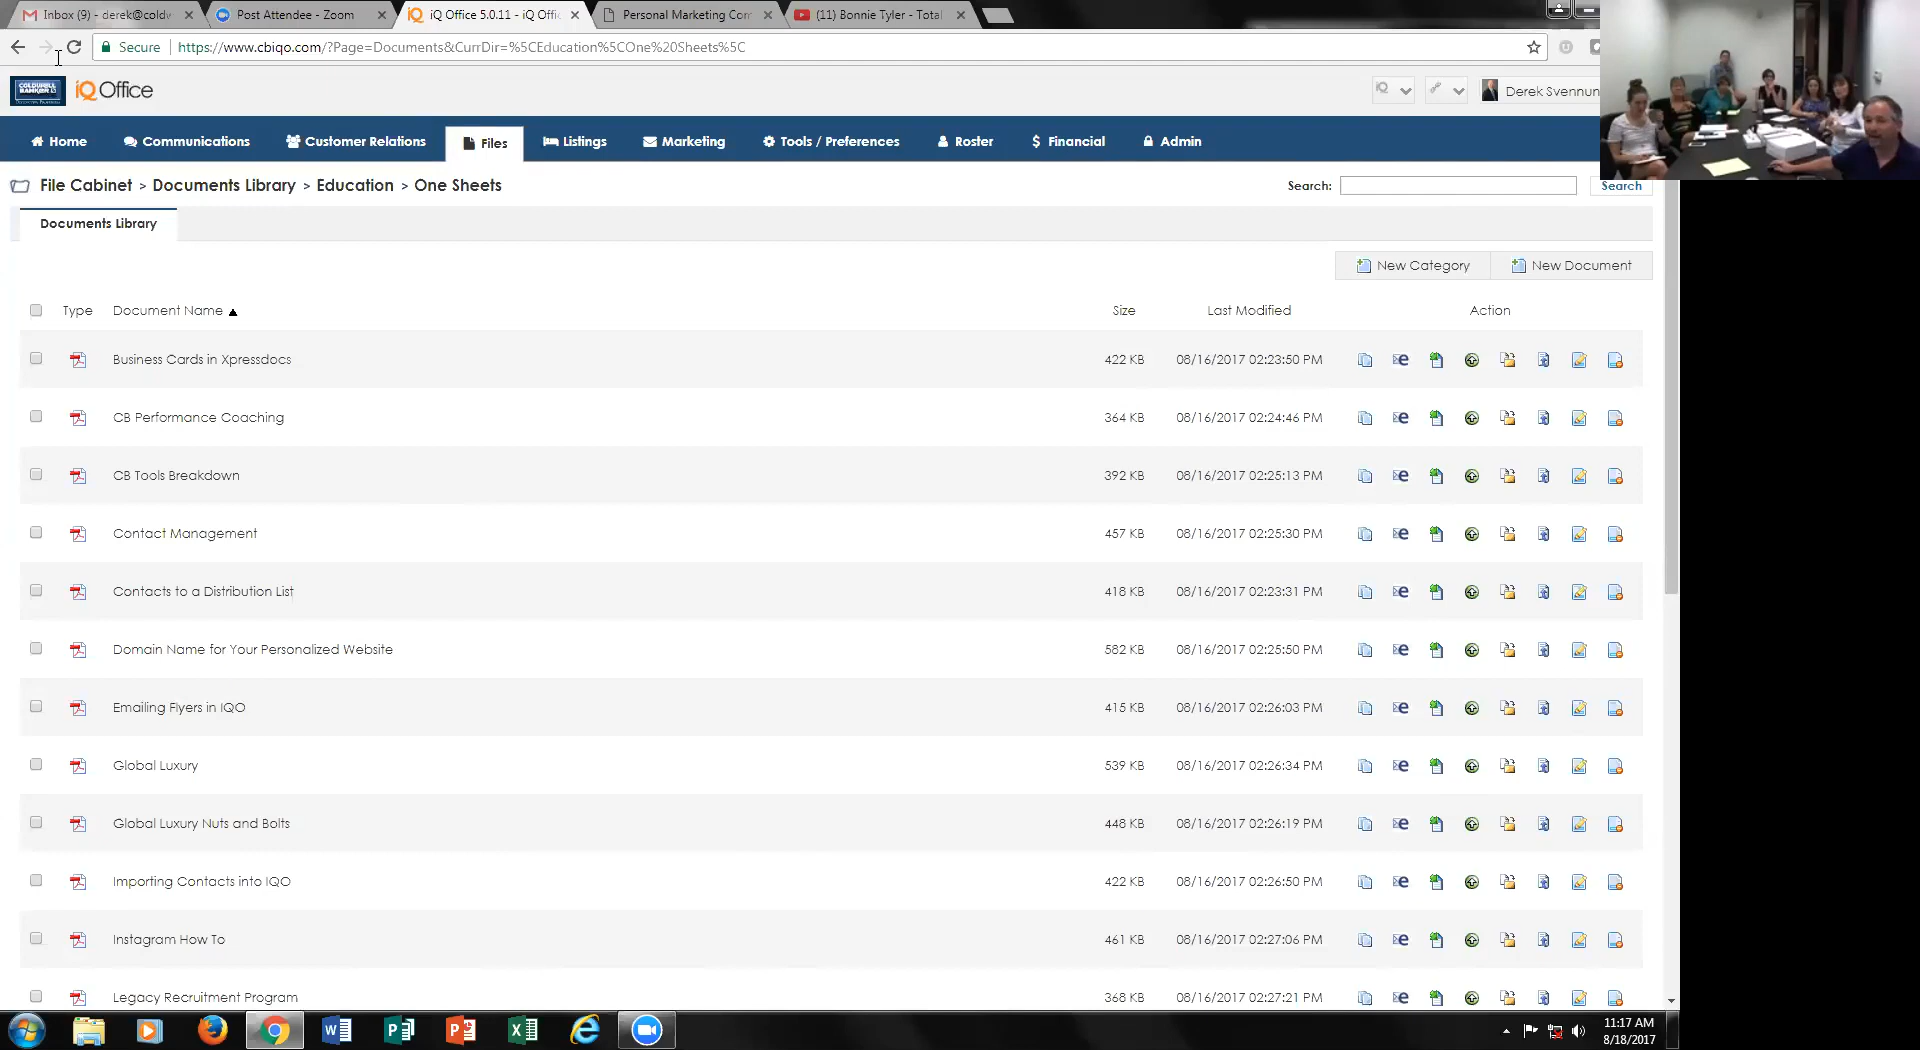 Inbox (9) - derek@coldw
Post Attendee - Zoom
iQ Office 5.0.11 - iQ Offic
Personal Marketing Com
(11) Bonnie Tyler - Total
Secure
https://www.cbiqo.com/?Page=Documents&CurrDir=%5CEducation%5COne%20Sheets%5C
COLDWELL BANKER
iQ Office
iQ
Derek Svennun
Home
Communications
Customer Relations
Files
Listings
Marketing
Tools / Preferences
Roster
$ Financial
Admin
File Cabinet > Documents Library > Education > One Sheets
Search:
Search
Documents Library
New Category
New Document
Type Document Name ▲ Size Last Modified Action
Business Cards in Xpressdocs 422 KB 08/16/2017 02:23:50 PM
CB Performance Coaching 364 KB 08/16/2017 02:24:46 PM
CB Tools Breakdown 392 KB 08/16/2017 02:25:13 PM
Contact Management 457 KB 08/16/2017 02:25:30 PM
Contacts to a Distribution List 418 KB 08/16/2017 02:23:31 PM
Domain Name for Your Personalized Website 582 KB 08/16/2017 02:25:50 PM
Emailing Flyers in IQO 415 KB 08/16/2017 02:26:03 PM
Global Luxury 539 KB 08/16/2017 02:26:34 PM
Global Luxury Nuts and Bolts 448 KB 08/16/2017 02:26:19 PM
Importing Contacts into IQO 422 KB 08/16/2017 02:26:50 PM
Instagram How To 461 KB 08/16/2017 02:27:06 PM
Legacy Recruitment Program 368 KB 08/16/2017 02:27:21 PM
11:17 AM
8/18/2017